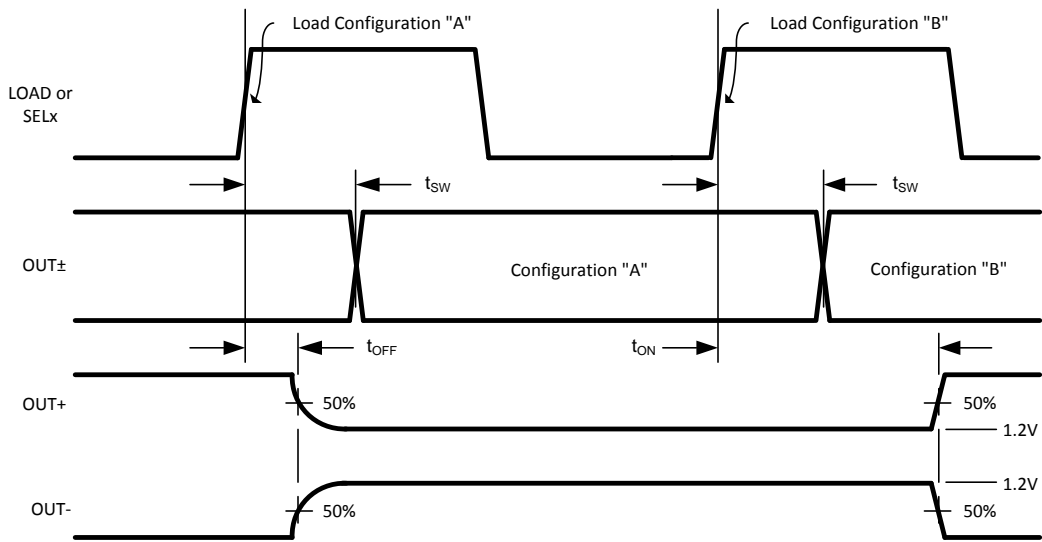 Load Configuration "A"
Load Configuration "B"
LOAD or
SELx
tSW
tSW
OUT±
Configuration "A"
Configuration "B"
tOFF
tON
OUT+
50%
50%
1.2V
1.2V
OUT-
50%
50%